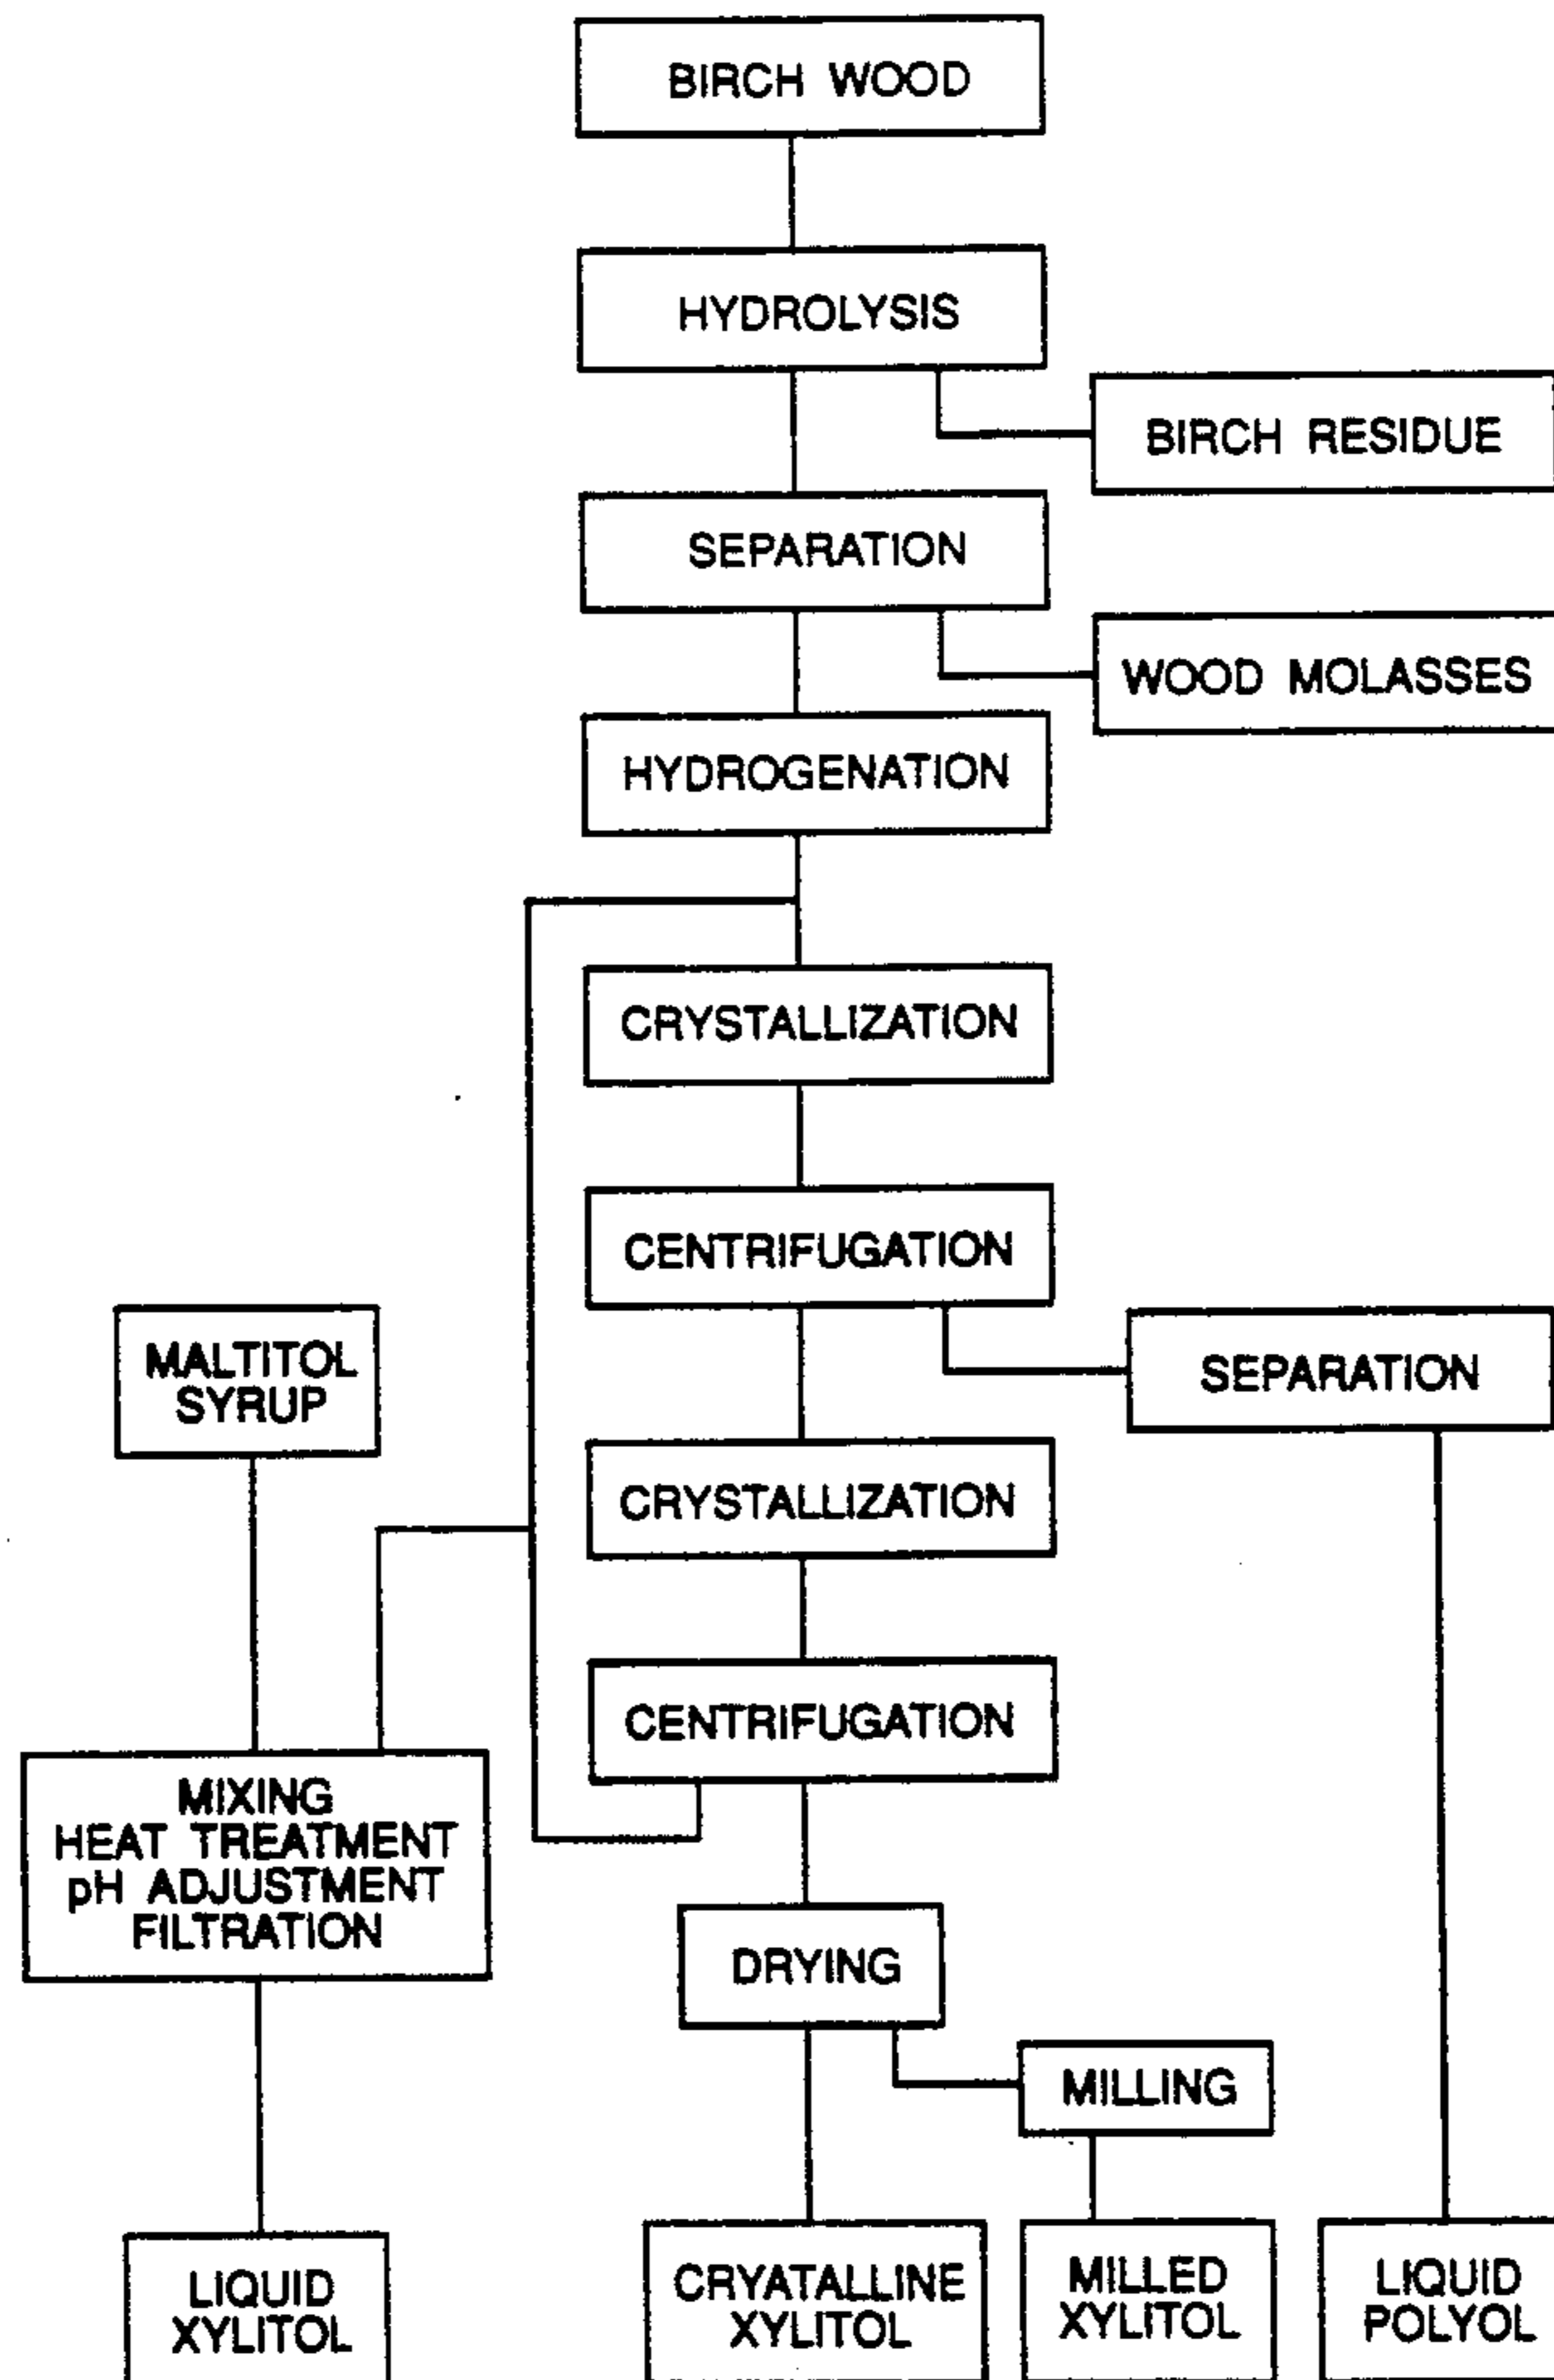 BIRCH WOOD
HYDROLYSIS
BIRCH RESIDUE
SEPARATION
WOOD MOLASSES
HYDROGENATION
CRYSTALLIZATION
CENTRIFUGATION
MALTITOL
SYRUP
SEPARATION
CRYSTALLIZATION
CENTRIFUGATION
MIXING
HEAT TREATMENT
pH ADJUSTMENT
FILTRATION
DRYING
MILLING
LIQUID
XYLITOL
CRYATALLINE
XYLITOL
MILLED
XYLITOL
LIQUID
POLYOL